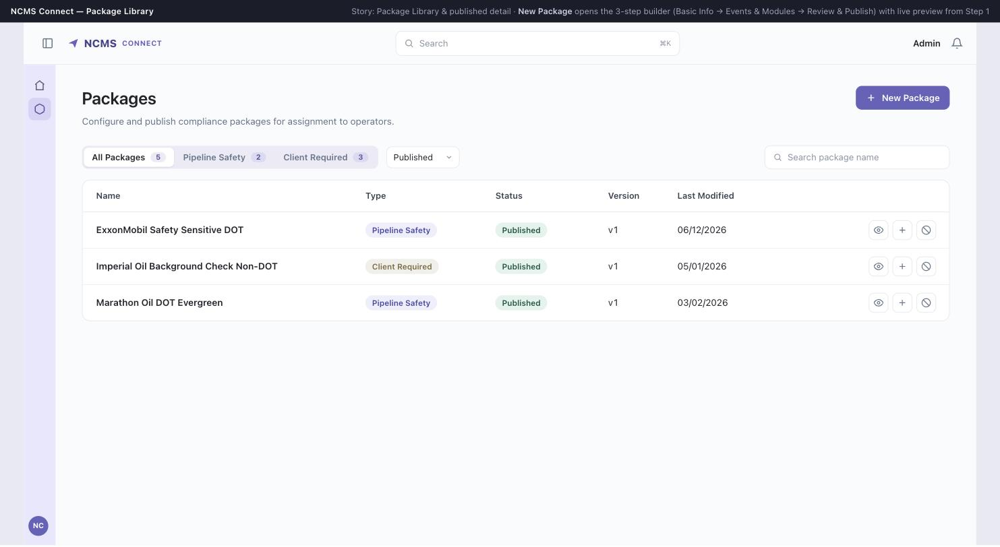 NCMS Connect — Package Library
Story: Package Library & published detail · New Package opens the 3-step builder (Basic Info → Events & Modules → Review & Publish) with live preview from Step 1
NCMS CONNECT
Search
⌘K
Admin
Packages
New Package
Configure and publish compliance packages for assignment to operators.
All Packages 5
Pipeline Safety 2
Client Required 3
Published
Search package name
Name Type Status Version Last Modified
ExxonMobil Safety Sensitive DOT Pipeline Safety Published v1 06/12/2026
Imperial Oil Background Check Non-DOT Client Required Published v1 05/01/2026
Marathon Oil DOT Evergreen Pipeline Safety Published v1 03/02/2026
NC